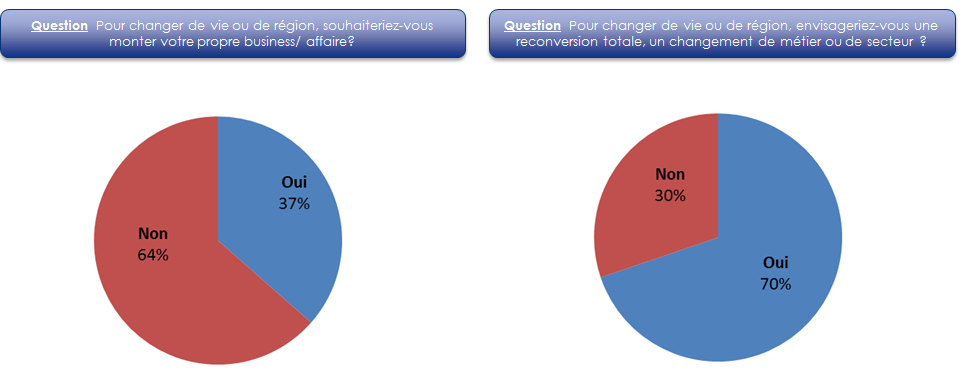 Question Pour changer de vie ou de région, souhaiteriez-vous
monter votre propre business/ affaire?
Oui
37%
Non
64%
Question Pour changer de vie ou de région, envisageriez-vous une
reconversion totale, un changement de métier ou de secteur ?
Non
30%
Oui
70%